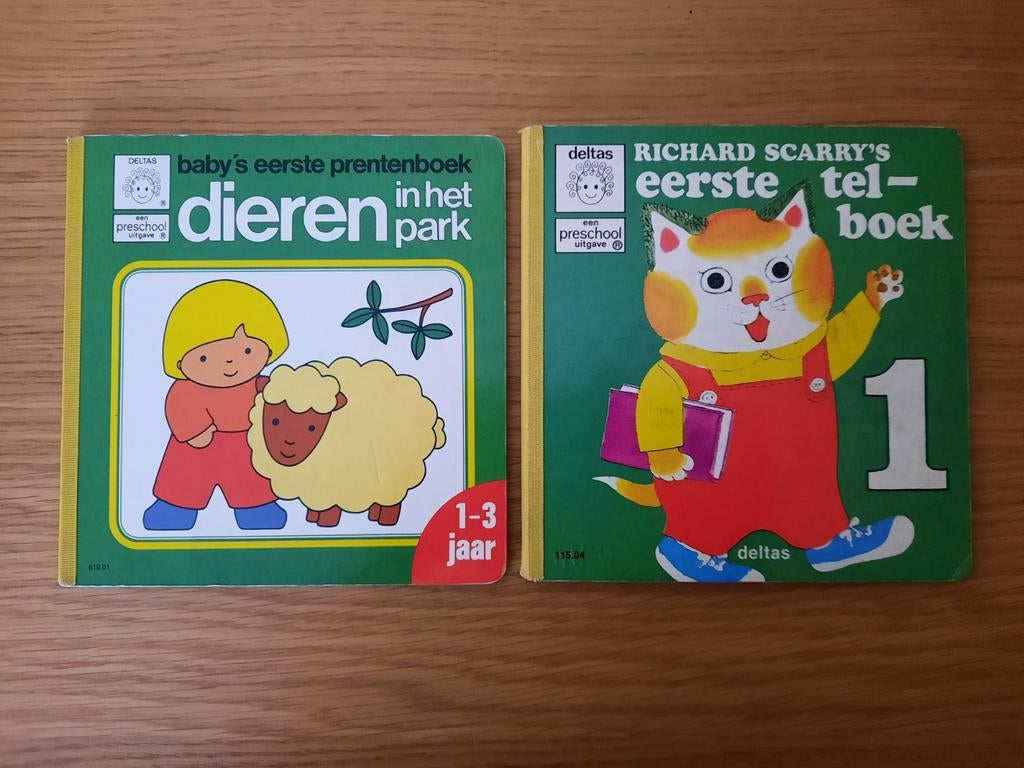 DELTAS
®
een
preschool
uitgave ®
baby's eerste prentenboek
dieren in het
park
1-3
jaar
819.01
deltas
een
preschool
uitgave ®
RICHARD SCARRY'S
eerste tel-
boek
1
115.04
deltas